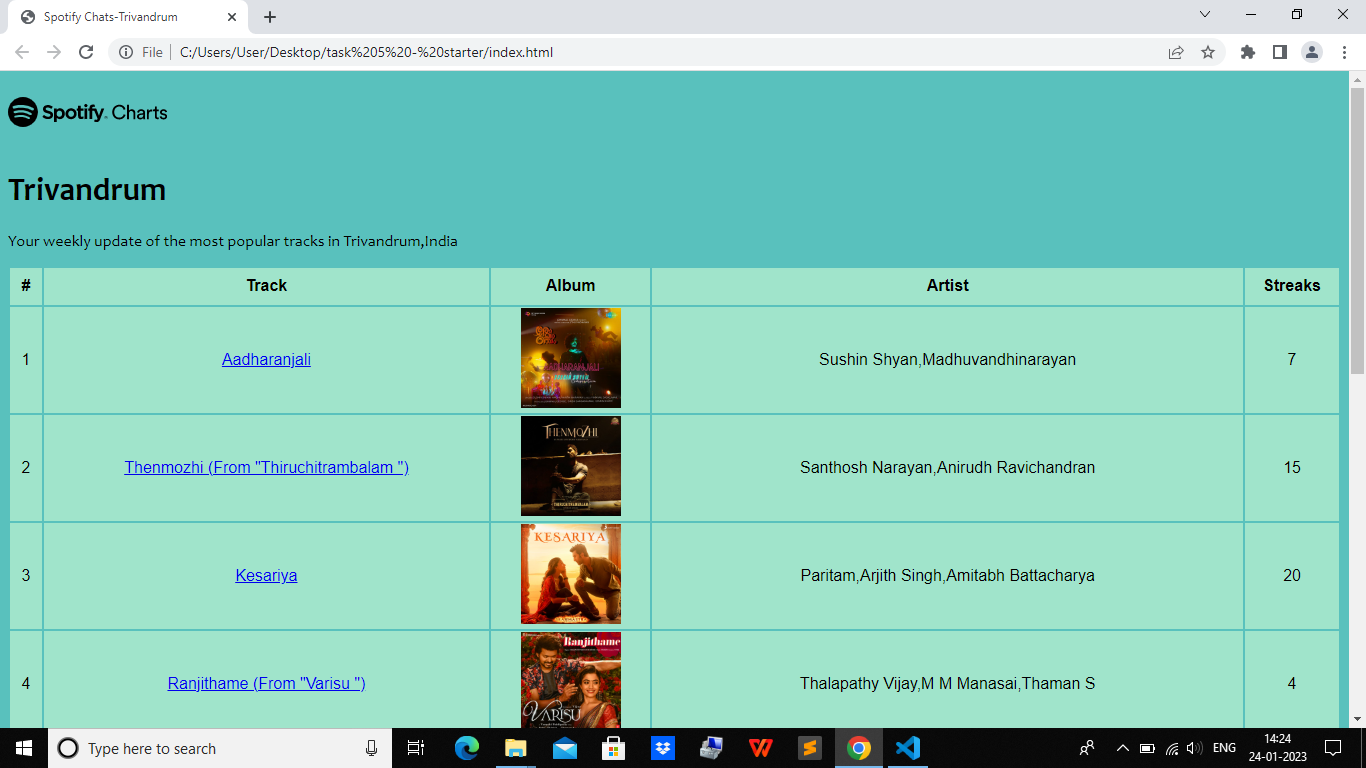 Spotify Chats-Trivandrum
File
C:/Users/User/Desktop/task%205%20-%20starter/index.html
Spotify Charts
Trivandrum
Your weekly update of the most popular tracks in Trivandrum,India
# Track Album Artist Streaks
1 Aadharanjali Sushin Shyan,Madhuvandhinarayan 7
THENMOZHI
2 Thenmozhi (From "Thiruchitrambalam ") Santhosh Narayan,Anirudh Ravichandran 15
KESARIYA
3 Kesariya Paritam,Arjith Singh,Amitabh Battacharya 20
Ranjithame
4 Ranjithame (From "Varisu ") Thalapathy Vijay,M M Manasai,Thaman S 4
VARISU
Type here to search
ENG
14:24
24-01-2023